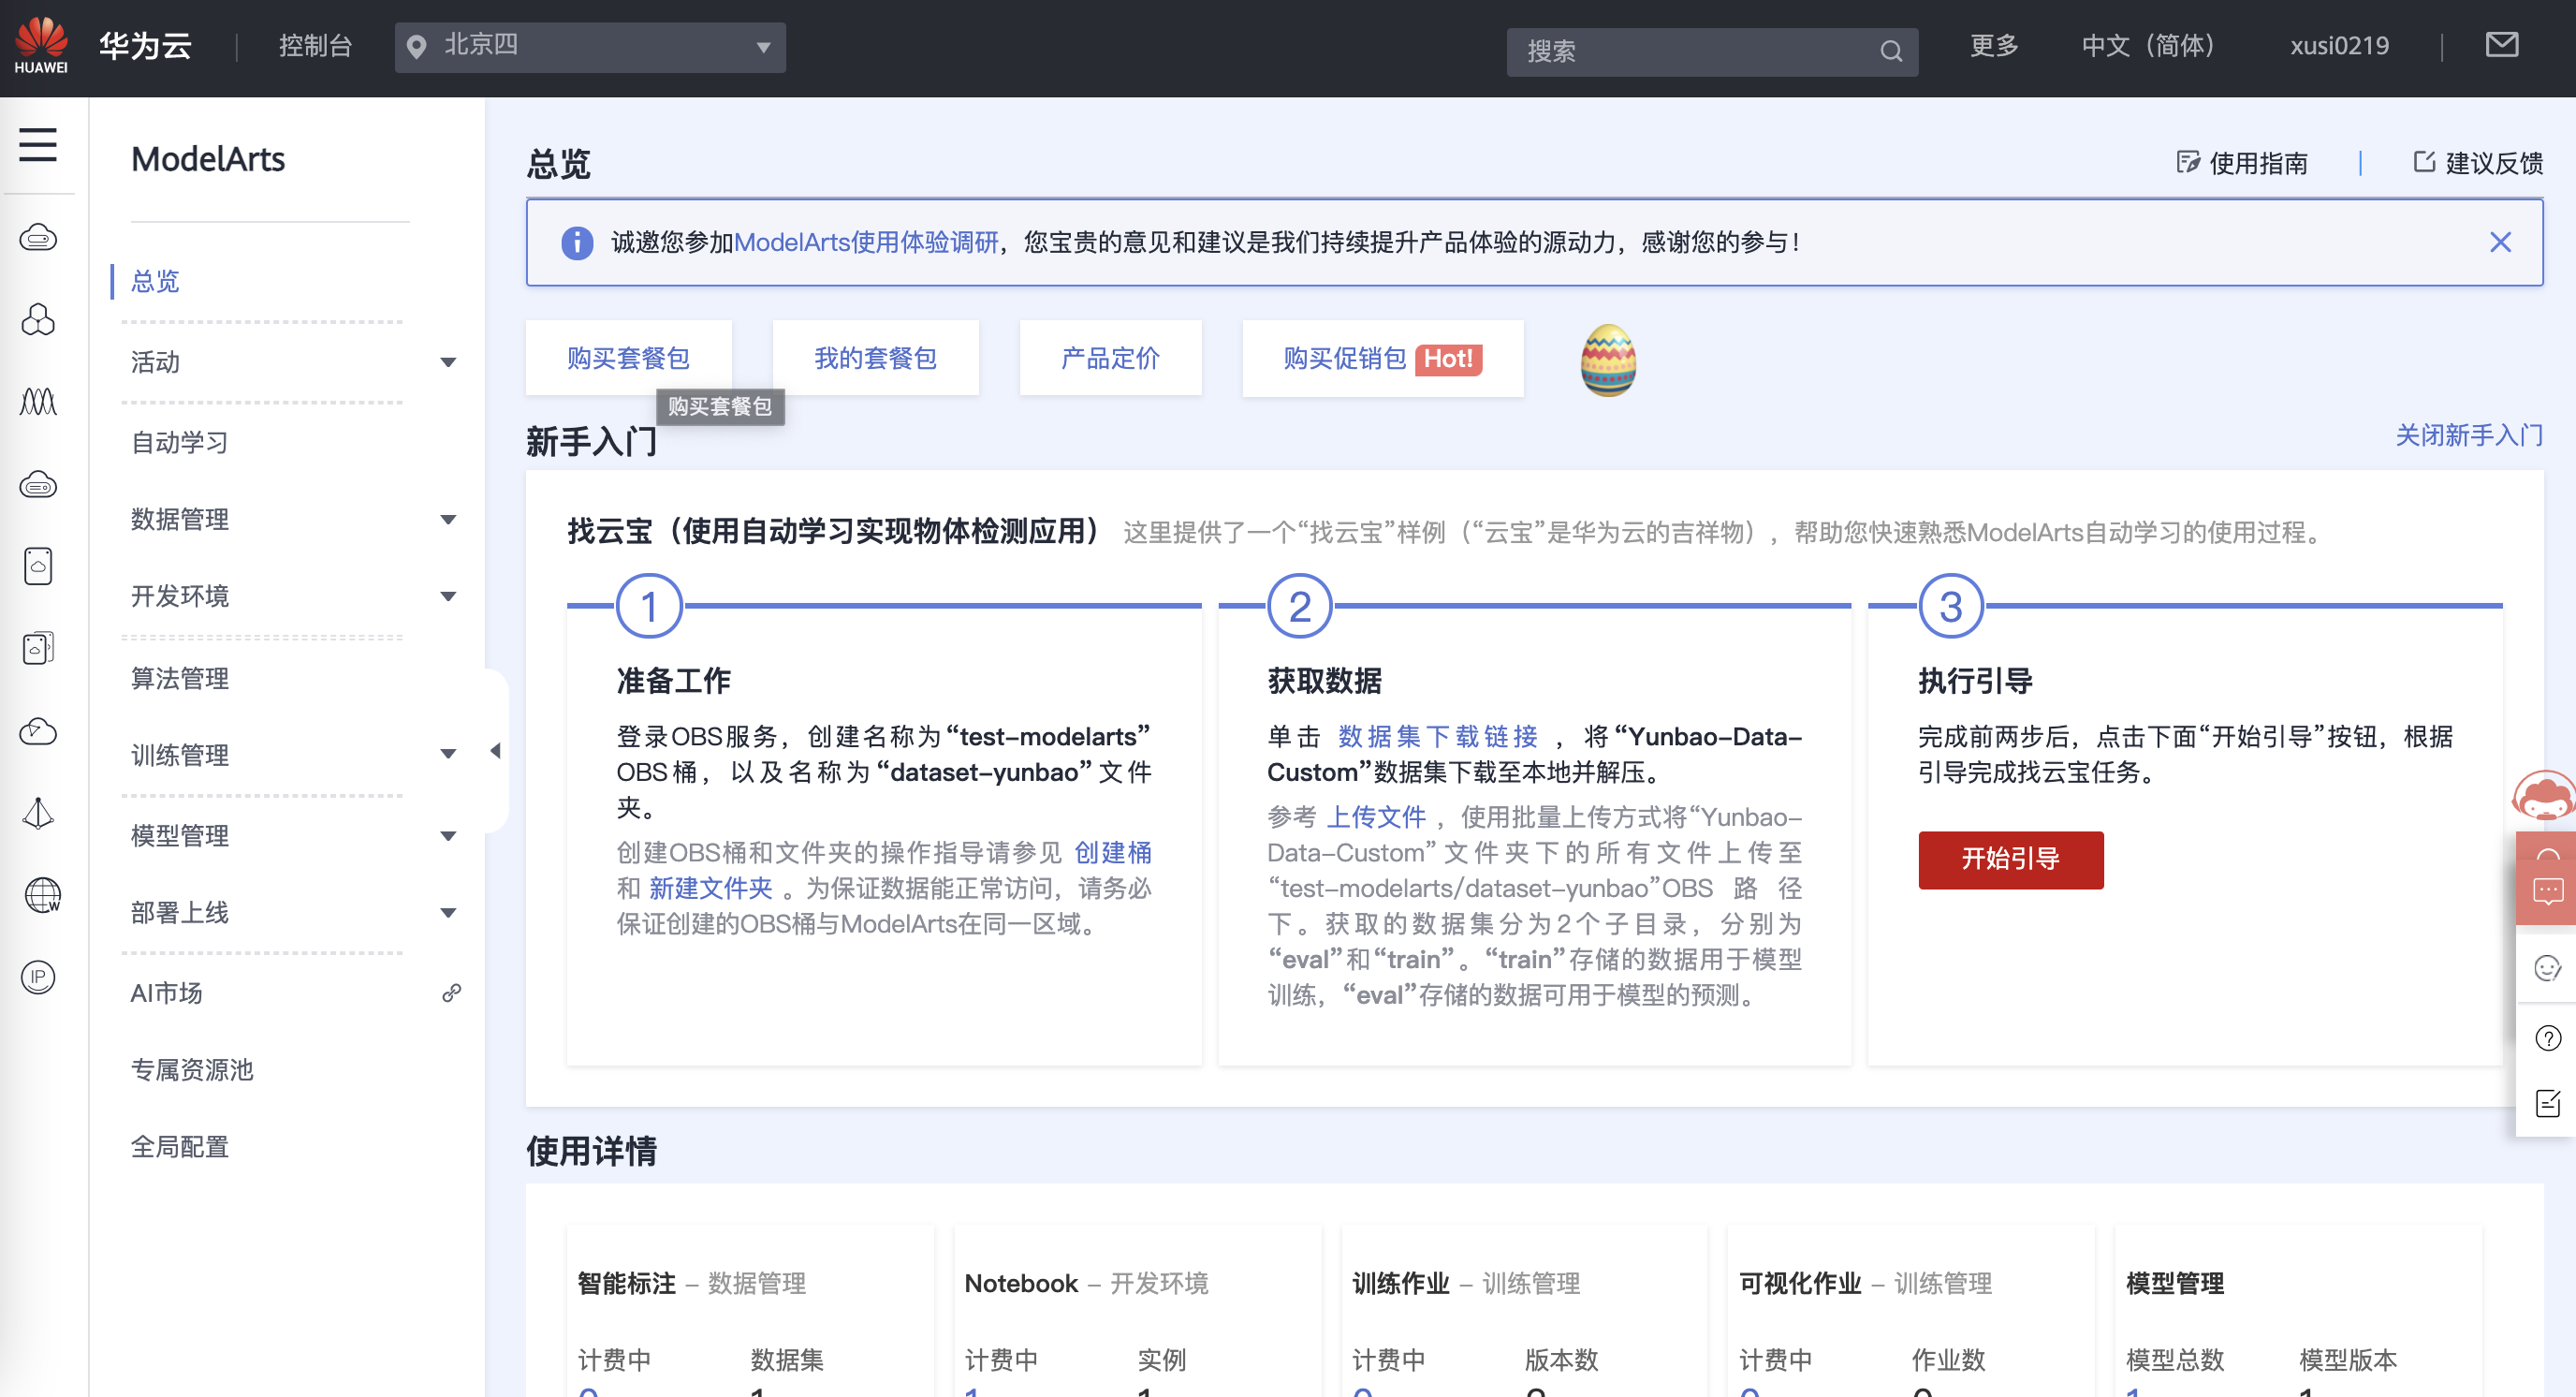 HUAWEI
华为云
控制台
北京四
搜索
更多
中文（简体）
xusi0219
ModelArts
总览
活动
自动学习
数据管理
开发环境
算法管理
训练管理
模型管理
部署上线
AI市场
专属资源池
全局配置
W
IP
总览
使用指南
建议反馈
诚邀您参加ModelArts使用体验调研，您宝贵的意见和建议是我们持续提升产品体验的源动力，感谢您的参与！
购买套餐包
我的套餐包
产品定价
购买促销包 Hot!
购买套餐包
新手入门
关闭新手入门
找云宝（使用自动学习实现物体检测应用） 这里提供了一个“找云宝”样例（“云宝”是华为云的吉祥物），帮助您快速熟悉ModelArts自动学习的使用过程。
1
准备工作
登录OBS服务，创建名称为“test-modelarts”
OBS桶，以及名称为“dataset-yunbao”文件
夹。
创建OBS桶和文件夹的操作指导请参见 创建桶
和 新建文件夹 。为保证数据能正常访问，请务必
保证创建的OBS桶与ModelArts在同一区域。
2
获取数据
单击 数据集下载链接 ，将“Yunbao-Data-
Custom”数据集下载至本地并解压。
参考 上传文件 ，使用批量上传方式将“Yunbao-
Data-Custom”文件夹下的所有文件上传至
“test-modelarts/dataset-yunbao”OBS路径
下。获取的数据集分为2个子目录，分别为
“eval”和“train”。“train”存储的数据用于模型
训练，“eval”存储的数据可用于模型的预测。
3
执行引导
完成前两步后，点击下面“开始引导”按钮，根据
引导完成找云宝任务。
开始引导
使用详情
智能标注 – 数据管理
计费中 数据集
Notebook – 开发环境
计费中 实例
训练作业 – 训练管理
计费中 版本数
可视化作业 – 训练管理
计费中 作业数
模型管理
模型总数 模型版本